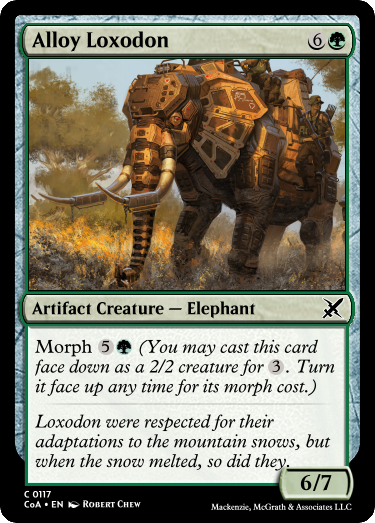 Alloy Loxodon 6
Artifact Creature — Elephant
Morph 5 (You may cast this card
face down as a 2/2 creature for 3. Turn
it face up any time for its morph cost.)
Loxodon were respected for their
adaptations to the mountain snows, but
when the snow melted, so did they.
6/7
C 0117
CoA • EN Robert Chew
Mackenzie, McGrath & Associates LLC